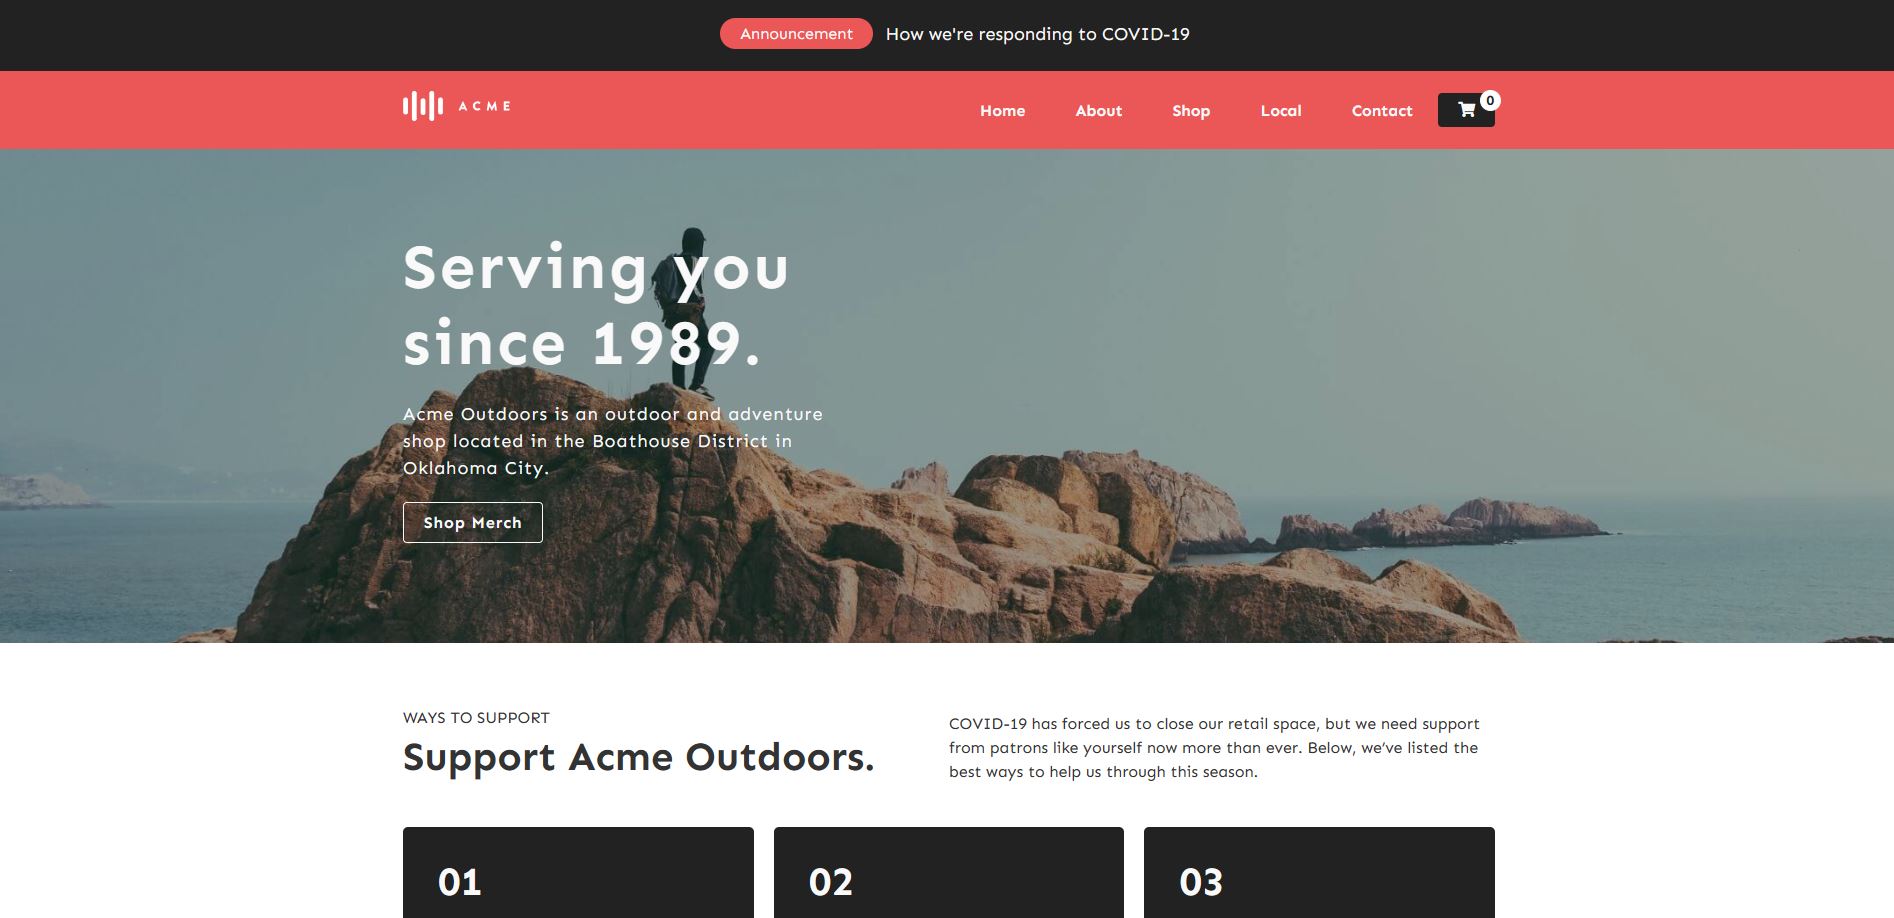 Announcement How we're responding to COVID-19
ACME Home About Shop Local Contact 0
Serving you
since 1989.
Acme Outdoors is an outdoor and adventure
shop located in the Boathouse District in
Oklahoma City.
Shop Merch
WAYS TO SUPPORT
Support Acme Outdoors.
COVID-19 has forced us to close our retail space, but we need support
from patrons like yourself now more than ever. Below, we’ve listed the
best ways to help us through this season.
01 02 03